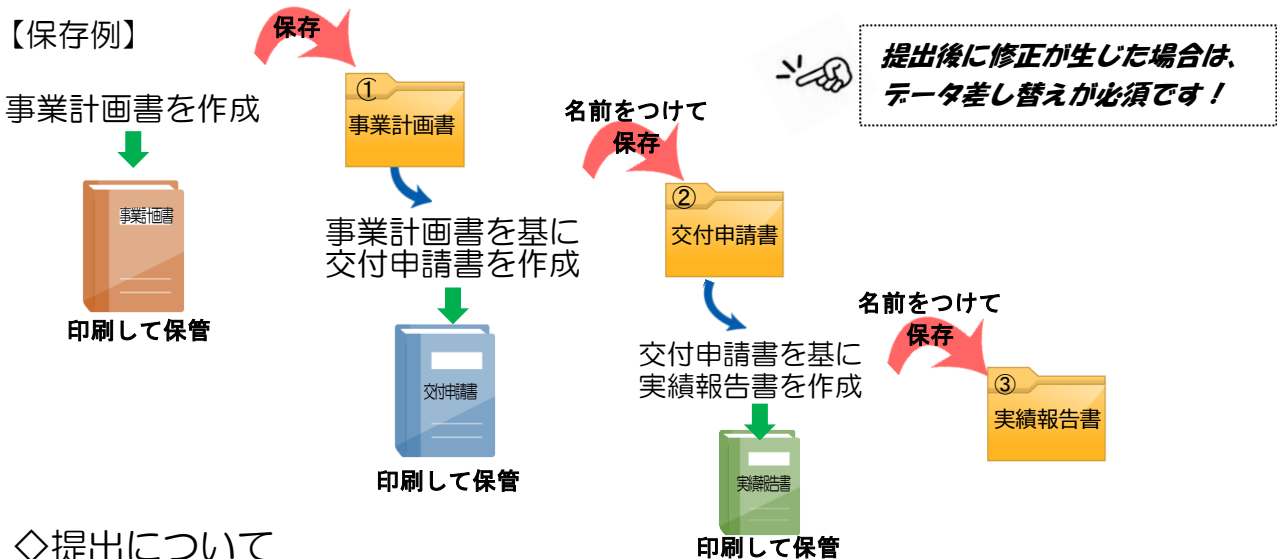 【保存例】
保存
提出後に修正が生じた場合は、
データ差し替えが必須です！
事業計画書を作成
①
事業計画書
名前をつけて
保存
事業計画書
②
交付申請書
事業計画書を基に
交付申請書を作成
印刷して保管
名前をつけて
保存
交付申請書を基に
実績報告書を作成
③
実績報告書
交付申請書
印刷して保管
実績報告書
印刷して保管
◇提出について